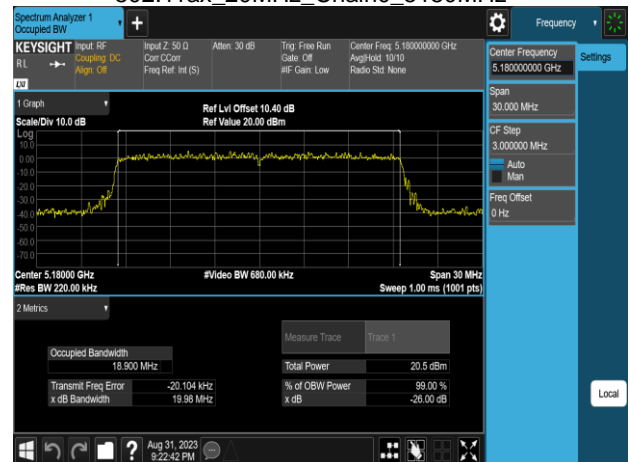 Spectrum Analyzer 1
Occupied BW
+
Frequency
KEYSIGHT
RL
LXI
Input: RF
Coupling: DC
Align: Off
Input Z: 50 Ω
Corr CCorr
Freq Ref: Int (S)
Atten: 30 dB
Trig: Free Run
Gate: Off
#IF Gain: Low
Center Freq: 5.180000000 GHz
Avg|Hold: 10/10
Radio Std: None
Center Frequency
5.180000000 GHz
Settings
Span
30.000 MHz
CF Step
3.000000 MHz
Auto
Man
Freq Offset
0 Hz
1 Graph
Scale/Div 10.0 dB
Ref Lvl Offset 10.40 dB
Ref Value 20.00 dBm
Log
10.0
0.00
-10.0
-20.0
-30.0
-40.0
-50.0
-60.0
-70.0
Center 5.18000 GHz
#Res BW 220.00 kHz
#Video BW 680.00 kHz
Span 30 MHz
Sweep 1.00 ms (1001 pts)
2 Metrics
Measure Trace
Trace 1
Occupied Bandwidth
18.900 MHz
Total Power
20.5 dBm
Transmit Freq Error
-20.104 kHz
% of OBW Power
99.00 %
x dB Bandwidth
19.98 MHz
x dB
-26.00 dB
Local
?
Aug 31, 2023
9:22:42 PM